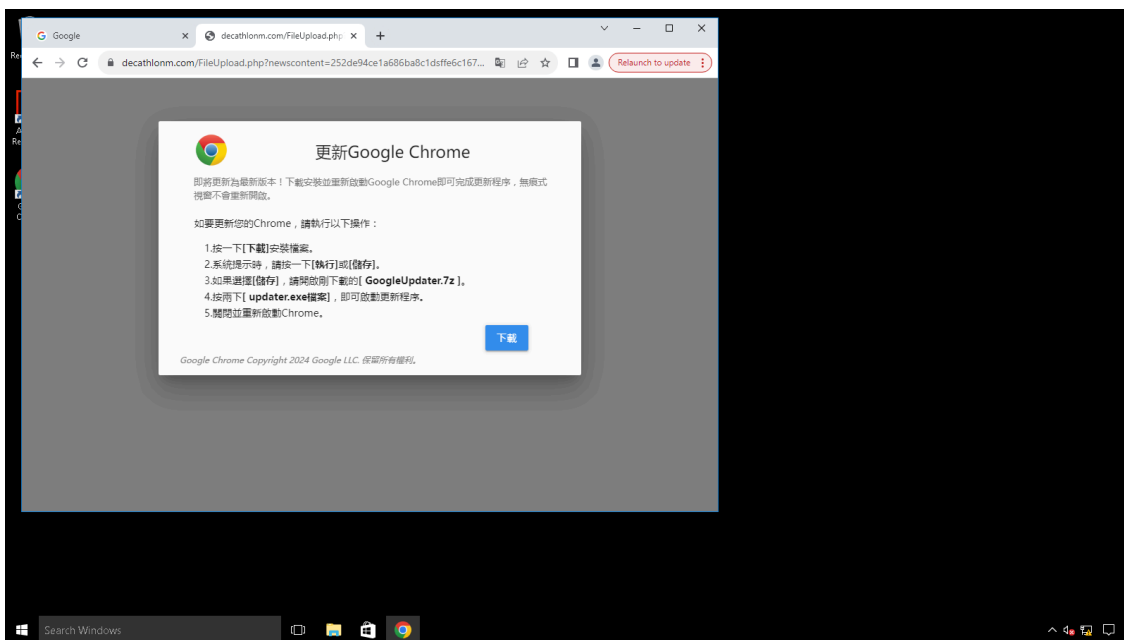 Google
decathlonm.com/FileUpload.php
decathlonm.com/FileUpload.php?newscontent=252de94ce1a686ba8c1dsffe6c167...
Relaunch to update
更新Google Chrome
即將更新為最新版本！下載安裝並重新啟動Google Chrome即可完成更新程序，無痕式
視窗不會重新開啟。
如要更新您的Chrome，請執行以下操作：
1.按一下[下載]安裝檔案。
2.系統提示時，請按一下[執行]或[儲存]。
3.如果選擇[儲存]，請開啟剛下載的[ GoogleUpdater.7z ]。
4.按兩下[ updater.exe檔案]，即可啟動更新程序。
5.關閉並重新啟動Chrome。
下載
Google Chrome Copyright 2024 Google LLC. 保留所有權利。
Search Windows